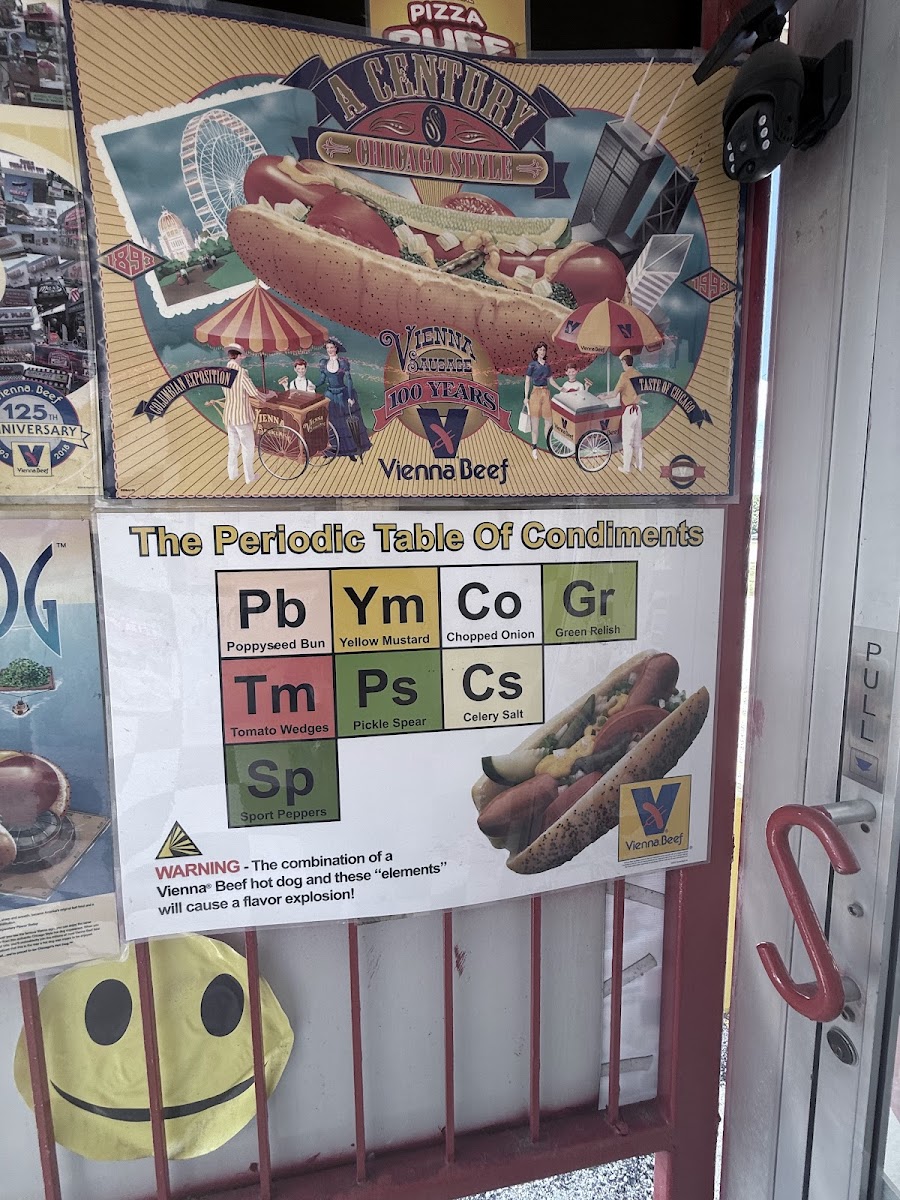 PIZZA
PUFF
A CENTURY
OF
CHICAGO STYLE
1893
1993
VIENNA
SAUSAGE
100 YEARS
Vienna Beef
COLUMBIAN EXPOSITION
TASTE OF CHICAGO
Vienna Beef
Vienna Beef
125TH
ANNIVERSARY
2018
OG™
The Periodic Table Of Condiments
Pb
Poppyseed Bun
Ym
Yellow Mustard
Co
Chopped Onion
Gr
Green Relish
Tm
Tomato Wedges
Ps
Pickle Spear
Cs
Celery Salt
Sp
Sport Peppers
WARNING - The combination of a
Vienna® Beef hot dog and these “elements”
will cause a flavor explosion!
Vienna Beef®
PULL